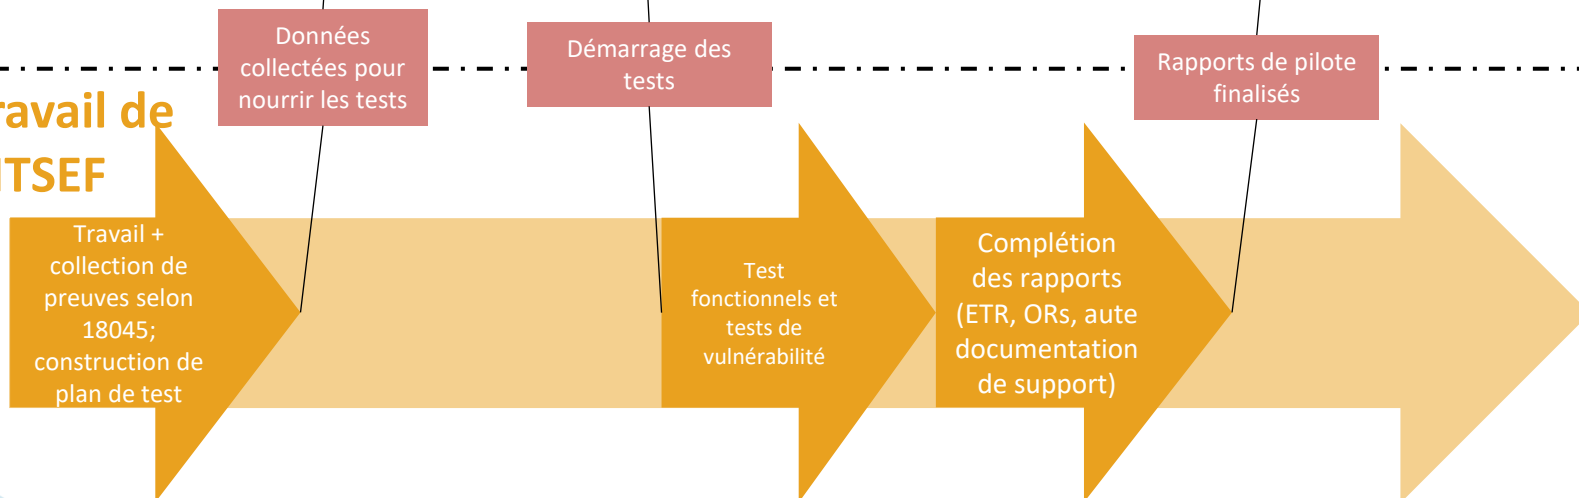 Données
collectées pour
nourrir les tests
Démarrage des
tests
Rapports de pilote
finalisés
ravail de
ITSEF
Travail +
collection de
preuves selon
18045;
construction de
plan de test
Test
fonctionnels et
tests de
vulnérabilité
Complétion
des rapports
(ETR, ORs, aute
documentation
de support)